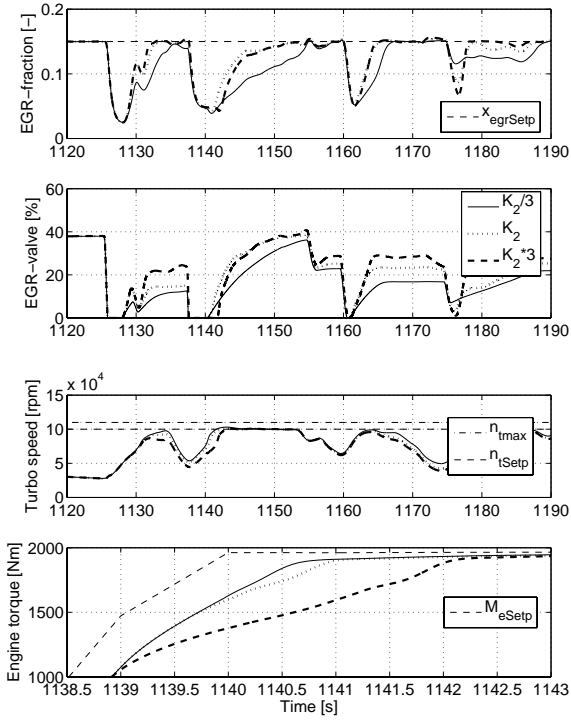 0.2
0.1
0
EGR−fraction [−]
x_egrSetp
1120 1130 1140 1150 1160 1170 1180 1190
60
40
20
0
EGR−valve [%]
K_2/3
K_2
K_2*3
1120 1130 1140 1150 1160 1170 1180 1190
x 10^4
15
10
5
0
Turbo speed [rpm]
n_tmax
n_tSetp
1120 1130 1140 1150 1160 1170 1180 1190
2000
1500
1000
Engine torque [Nm]
M_eSetp
1138.5 1139 1139.5 1140 1140.5 1141 1141.5 1142 1142.5 1143
Time [s]